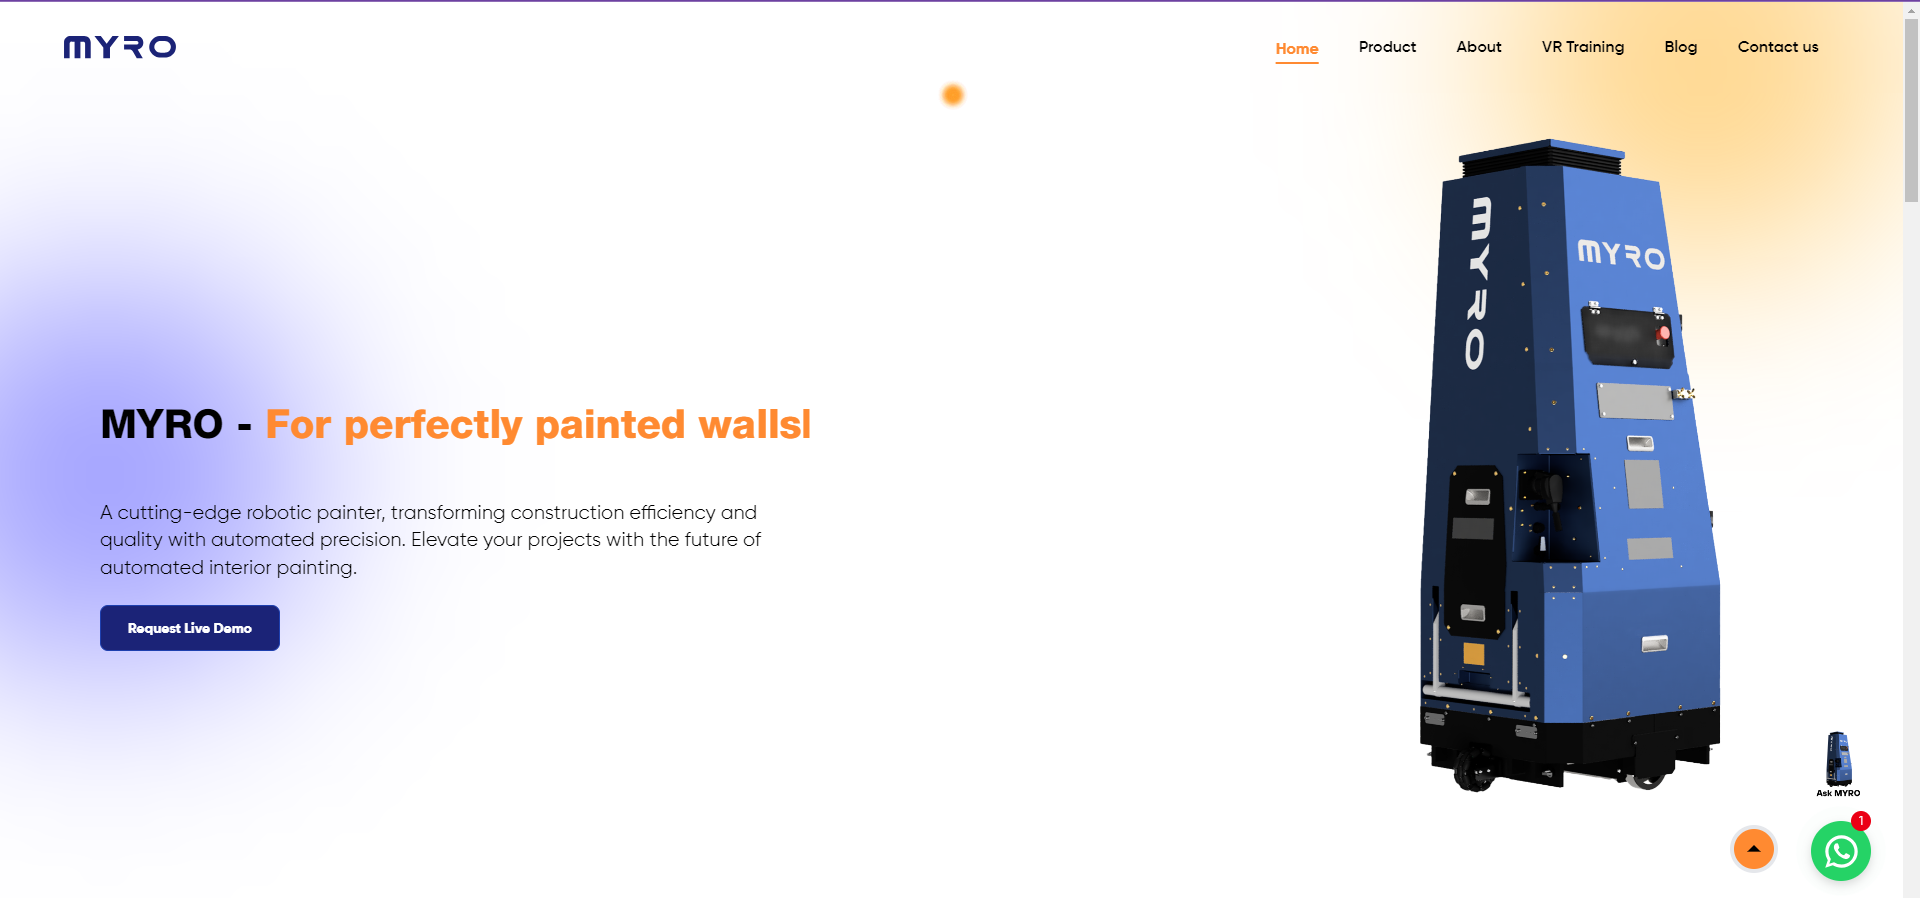 MYRO
Home
Product
About
VR Training
Blog
Contact us
MYRO
MYRO
MYRO - For perfectly painted walls
A cutting-edge robotic painter, transforming construction efficiency and
quality with automated precision. Elevate your projects with the future of
automated interior painting.
Request Live Demo
Ask MYRO
1